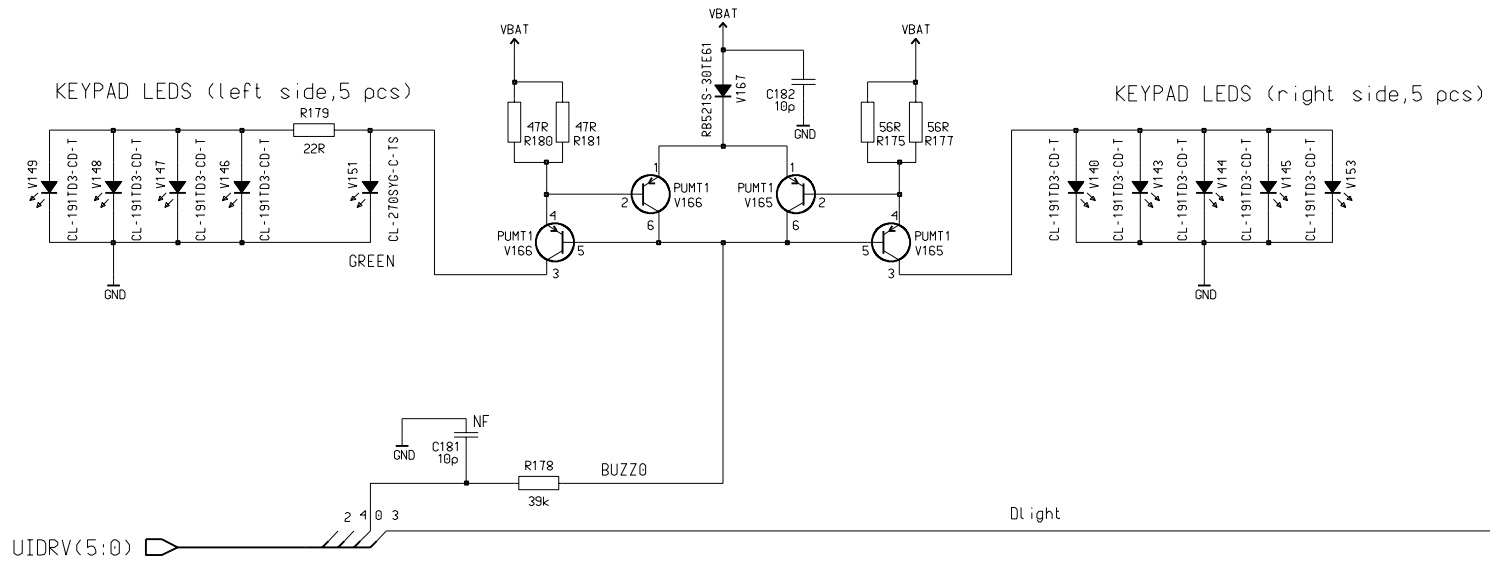 VBAT
VBAT
VBAT
RB521S-30TE61
V167
C182
10p
GND
KEYPAD LEDS (left side,5 pcs)
KEYPAD LEDS (right side,5 pcs)
R179
22R
47R
R180
47R
R181
56R
R175
56R
R177
V149
CL-191TD3-CD-T
V148
CL-191TD3-CD-T
V147
CL-191TD3-CD-T
V146
CL-191TD3-CD-T
V151
CL-270SYG-C-TS
GREEN
GND
1
2
6
PUMT1
V166
1
2
6
PUMT1
V165
4
5
3
PUMT1
V166
4
5
3
PUMT1
V165
CL-191TD3-CD-T
V140
CL-191TD3-CD-T
V143
CL-191TD3-CD-T
V144
CL-191TD3-CD-T
V145
CL-191TD3-CD-T
V153
GND
NF
C181
10p
GND
R178
39k
BUZZ0
2 4 0 3
Dlight
UIDRV(5:0)